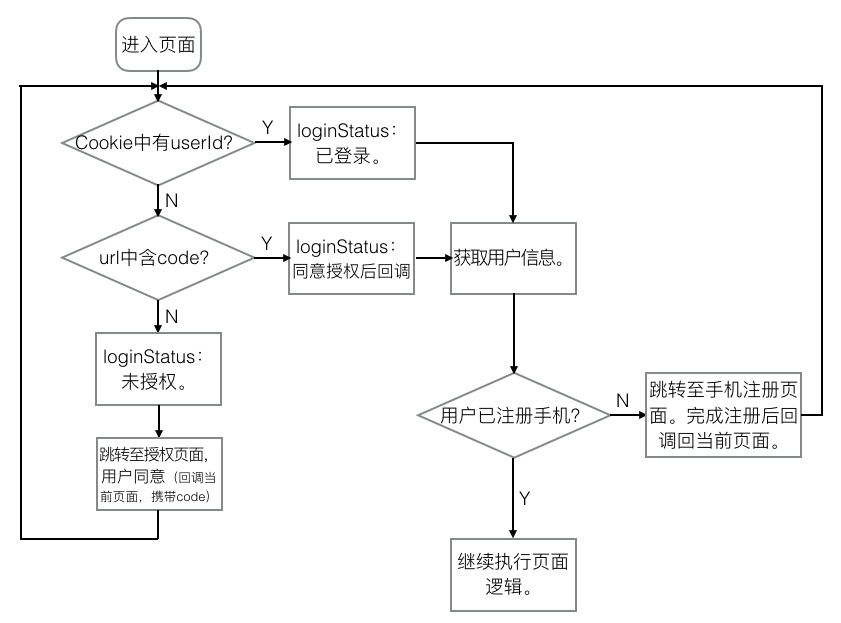 进入页面
Cookie中有userId?
Y
loginStatus：
已登录。
N
url中含code?
Y
loginStatus：
同意授权后回调
获取用户信息。
N
loginStatus：
未授权。
跳转至授权页面，
用户同意（回调当
前页面，携带code）
用户已注册手机?
N
跳转至手机注册页
面。完成注册后回
调回当前页面。
Y
继续执行页面
逻辑。